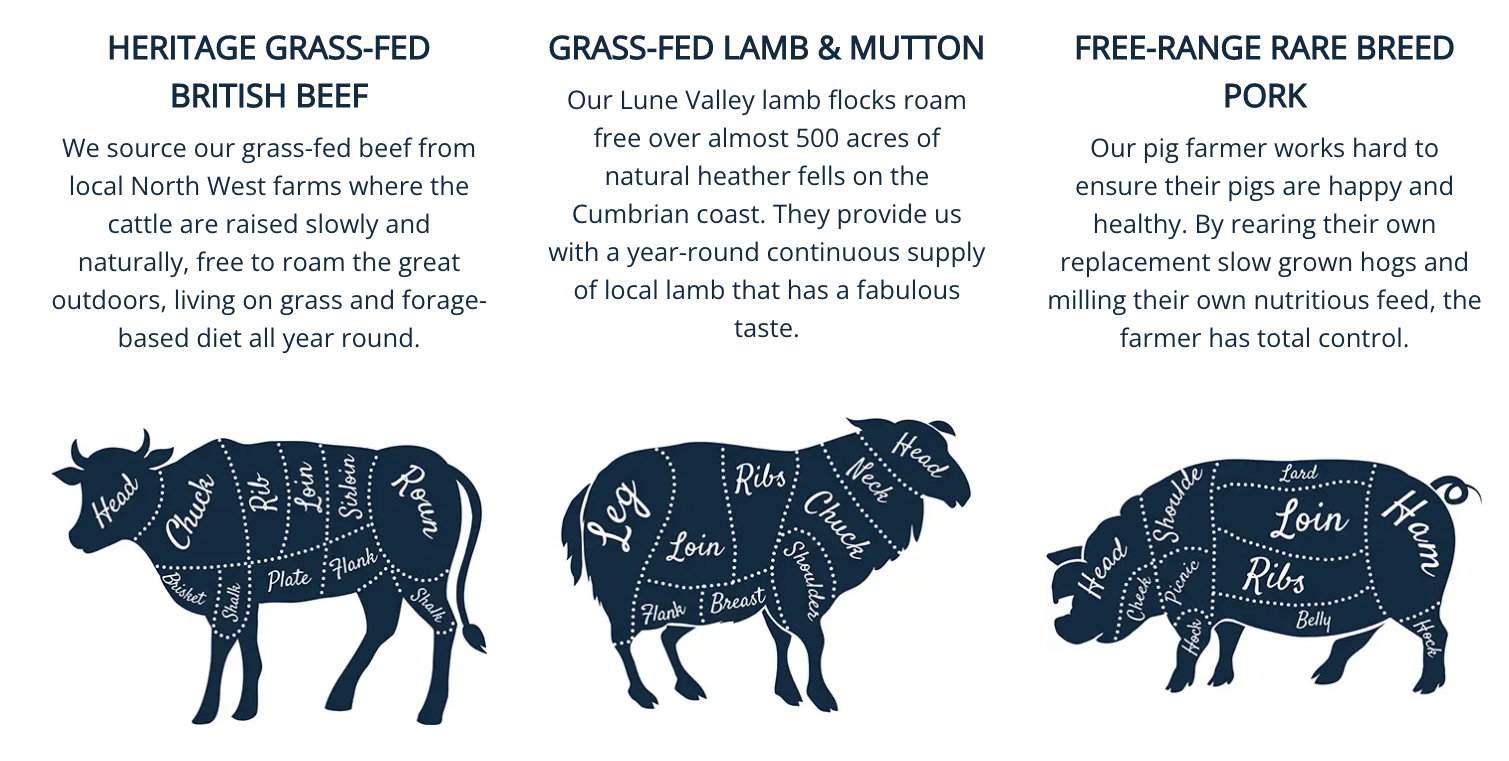 HERITAGE GRASS-FED
BRITISH BEEF
We source our grass-fed beef from
local North West farms where the
cattle are raised slowly and
naturally, free to roam the great
outdoors, living on grass and forage-
based diet all year round.
Head
Chuck
Rib
Loin
Sirloin
Roun
Brisket
Shalk
Plate
Flank
Shalk
GRASS-FED LAMB & MUTTON
Our Lune Valley lamb flocks roam
free over almost 500 acres of
natural heather fells on the
Cumbrian coast. They provide us
with a year-round continuous supply
of local lamb that has a fabulous
taste.
Leg
Loin
Ribs
Chuck
Neck
Head
Flank
Breast
Shoulder
FREE-RANGE RARE BREED
PORK
Our pig farmer works hard to
ensure their pigs are happy and
healthy. By rearing their own
replacement slow grown hogs and
milling their own nutritious feed, the
farmer has total control.
Head
Shoulde
Lard
Loin
Ham
Cheek
Picnic
Ribs
Belly
Hock
Hock